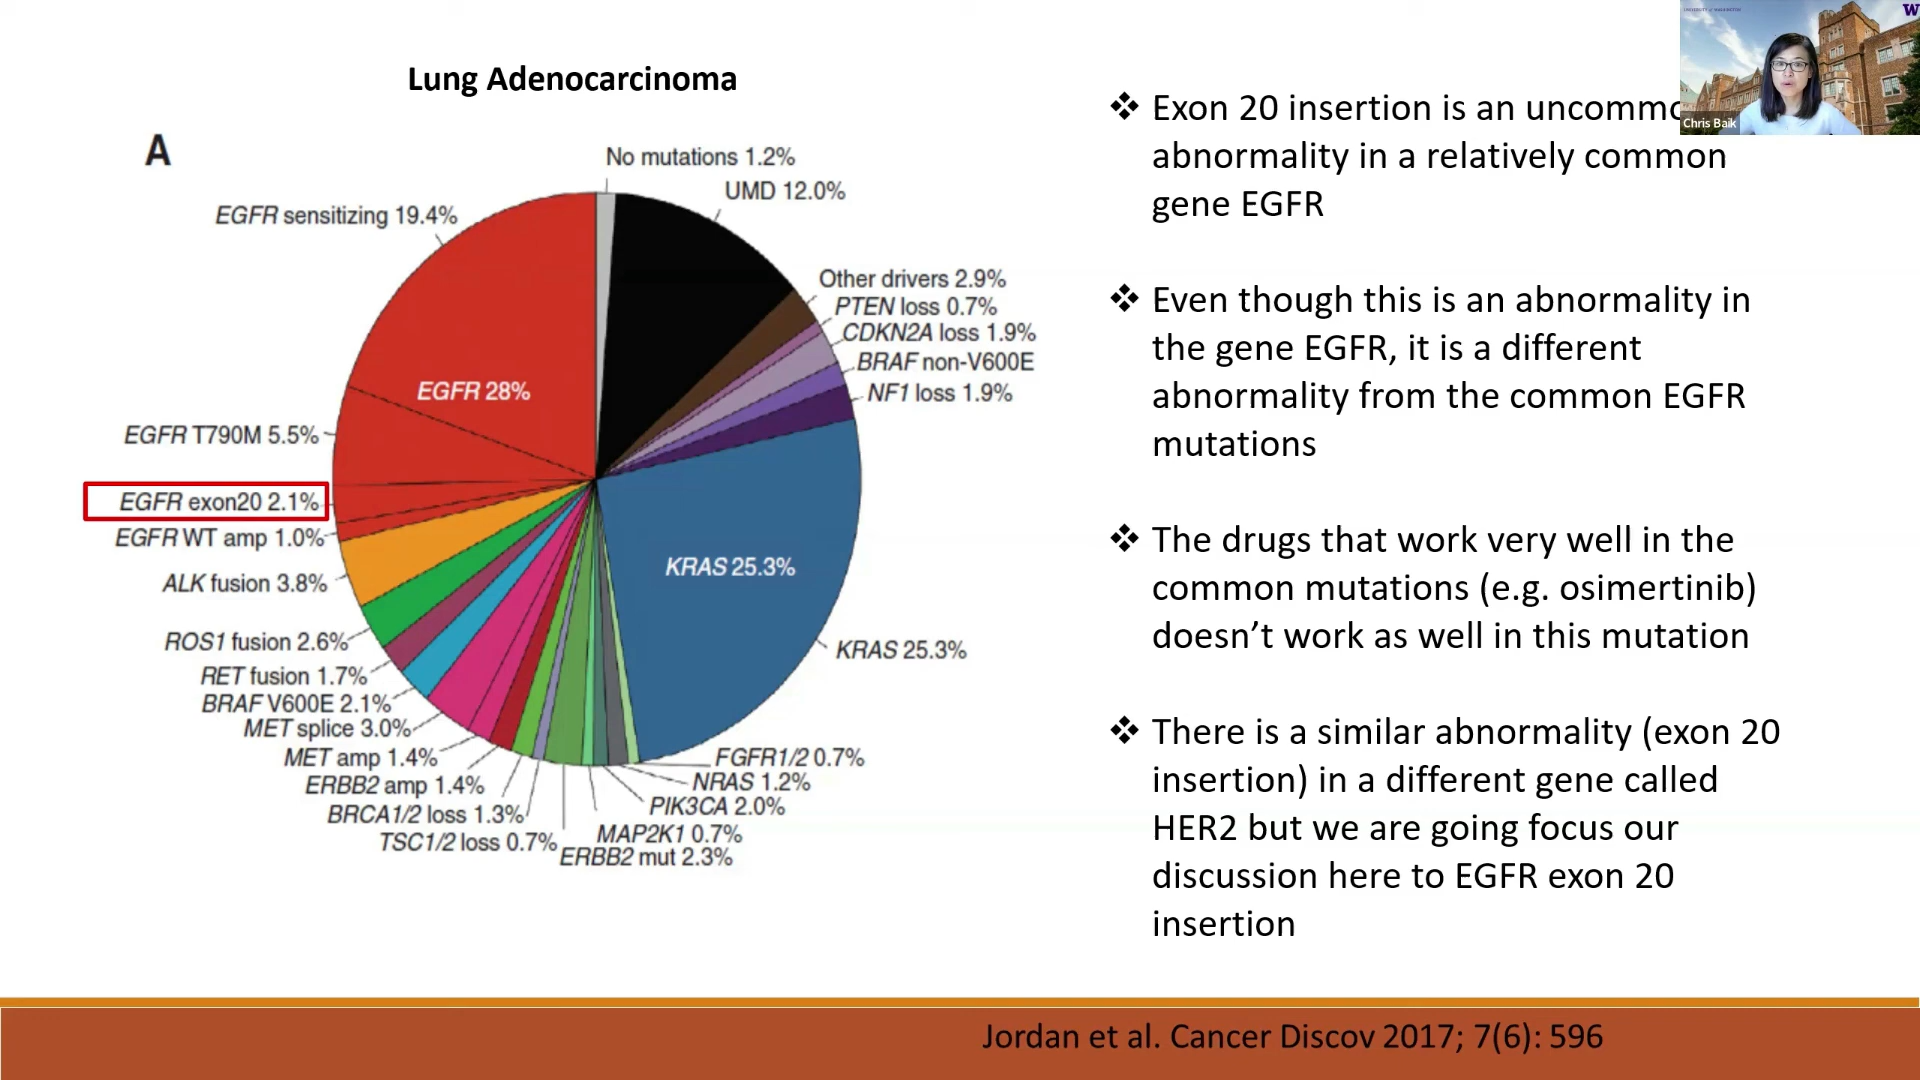 Lung Adenocarcinoma
A
No mutations 1.2%
UMD 12.0%
EGFR sensitizing 19.4%
Other drivers 2.9%
PTEN loss 0.7%
CDKN2A loss 1.9%
BRAF non-V600E
NF1 loss 1.9%
EGFR 28%
EGFR T790M 5.5%
EGFR exon20 2.1%
EGFR WT amp 1.0%
ALK fusion 3.8%
KRAS 25.3%
ROS1 fusion 2.6%
KRAS 25.3%
RET fusion 1.7%
BRAF V600E 2.1%
MET splice 3.0%
MET amp 1.4%
ERBB2 amp 1.4%
BRCA1/2 loss 1.3%
TSC1/2 loss 0.7%
FGFR1/2 0.7%
NRAS 1.2%
PIK3CA 2.0%
MAP2K1 0.7%
ERBB2 mut 2.3%
❖ Exon 20 insertion is an
abnormality in a relatively common
gene EGFR
❖ Even though this is an abnormality in
the gene EGFR, it is a different
abnormality from the common EGFR
mutations
❖ The drugs that work very well in the
common mutations (e.g. osimertinib)
doesn't work as well in this mutation
❖ There is a similar abnormality (exon 20
insertion) in a different gene called
HER2 but we are going focus our
discussion here to EGFR exon 20
insertion
UNIVERSITY of WASHINGTON
W
Chris Baik
Jordan et al. Cancer Discov 2017; 7(6): 596